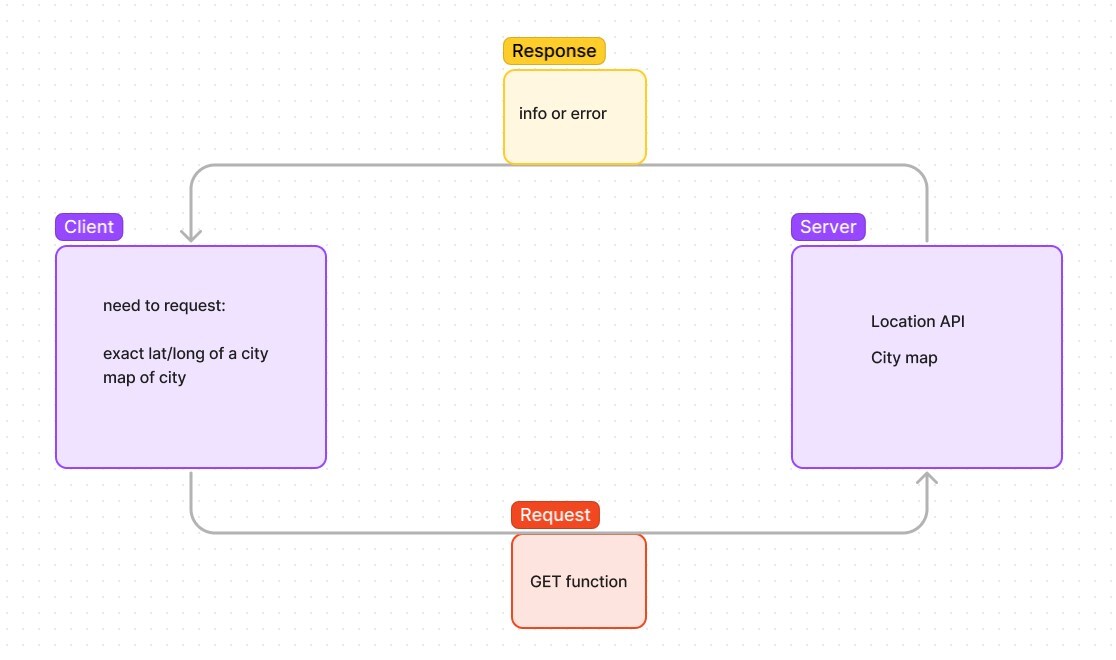 Response
info or error
Client
need to request:
exact lat/long of a city
map of city
Server
Location API
City map
Request
GET function